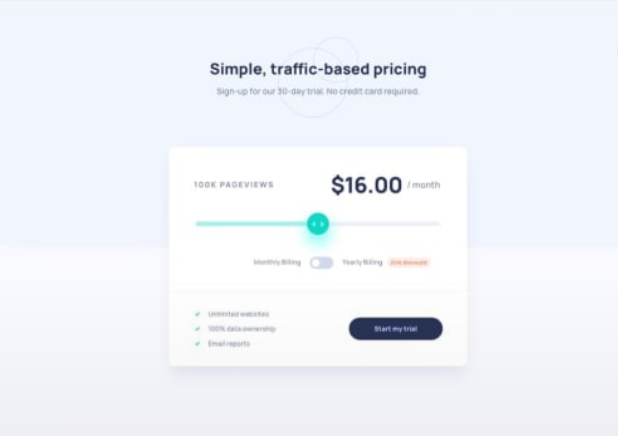 Simple, traffic-based pricing
Sign-up for our 30-day trial. No credit card required.
100K PAGEVIEWS
$16.00 / month
Monthly Billing
Yearly Billing
25% discount
Unlimited websites
100% data ownership
Email reports
Start my trial